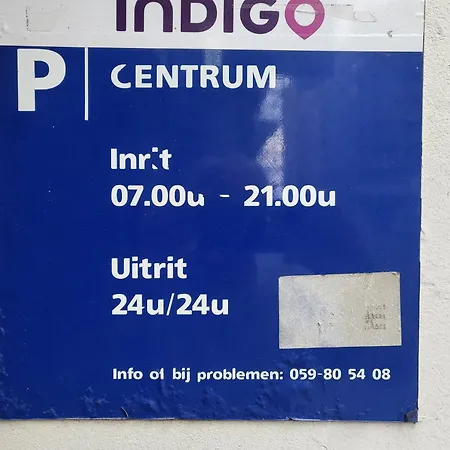 INDIGO
P CENTRUM
Inrit
07.00u - 21.00u
Uitrit
24u/24u
Info of bij problemen: 059-80 54 08